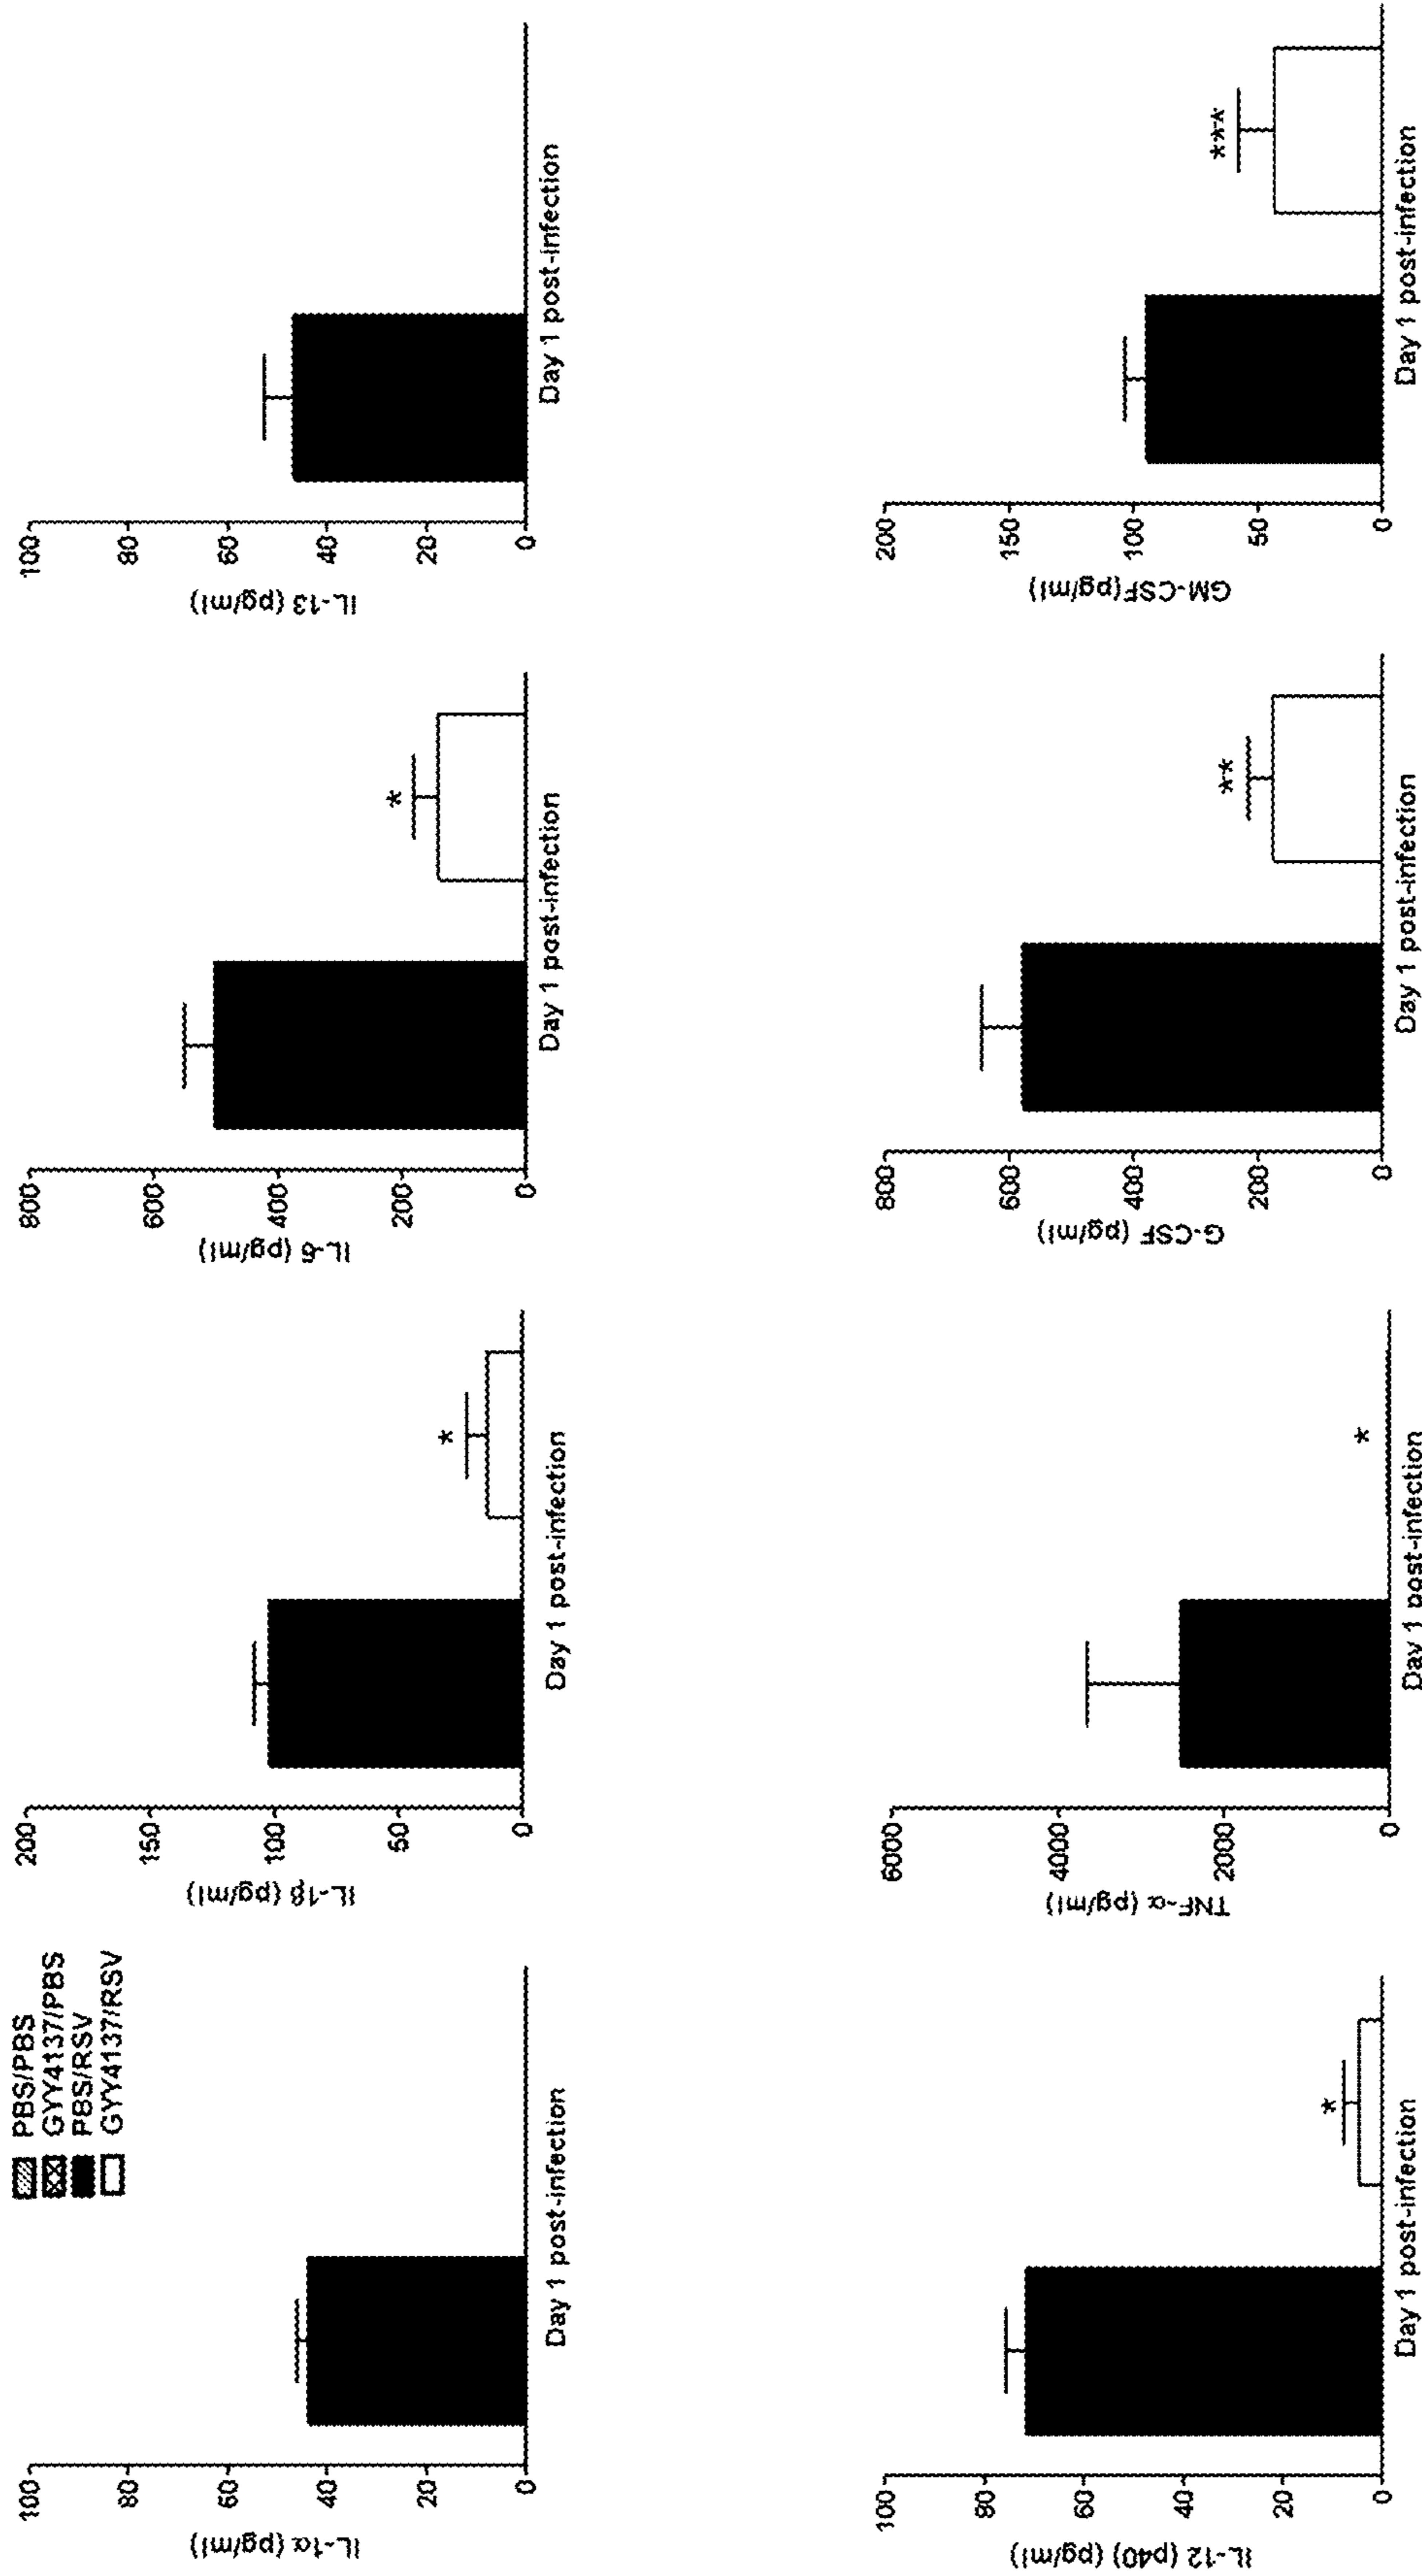 PBS/PBS
GYY4137/PBS
PBS/RSV
GYY4137/RSV
IL-1α (pg/ml)
100
80
60
40
20
0
Day 1 post-infection
IL-1β (pg/ml)
200
150
100
50
0
*
Day 1 post-infection
IL-6 (pg/ml)
800
600
400
200
0
*
Day 1 post-infection
IL-13 (pg/ml)
100
80
60
40
20
0
Day 1 post-infection
IL-12 (p40) (pg/ml)
100
80
60
40
20
0
*
Day 1 post-infection
TNF-α (pg/ml)
6000
4000
2000
0
*
Day 1 post-infection
G-CSF (pg/ml)
800
600
400
200
0
**
Day 1 post-infection
GM-CSF(pg/ml)
200
150
100
50
0
***
Day 1 post-infection